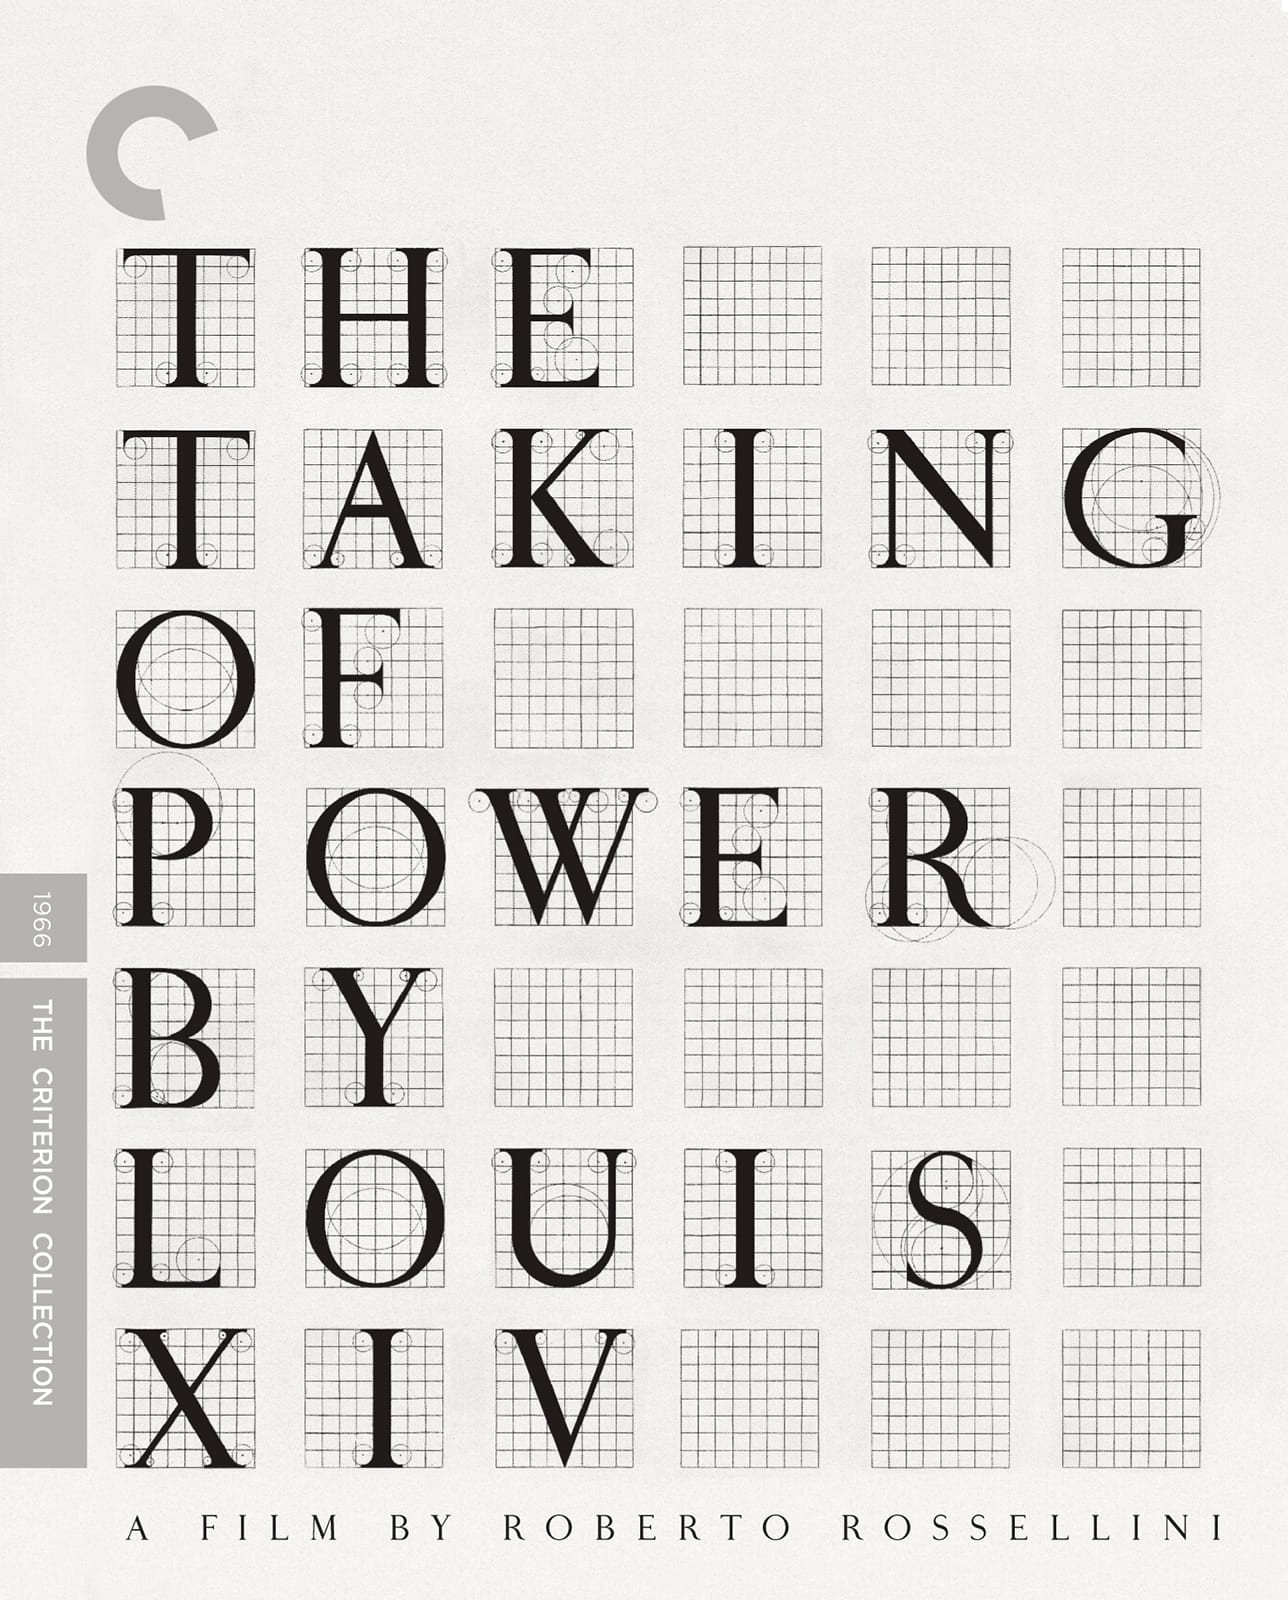 THE
TAKING
OF
POWER
BY
LOUIS
XIV
A FILM BY ROBERTO ROSSELLINI
1966
THE CRITERION COLLECTION